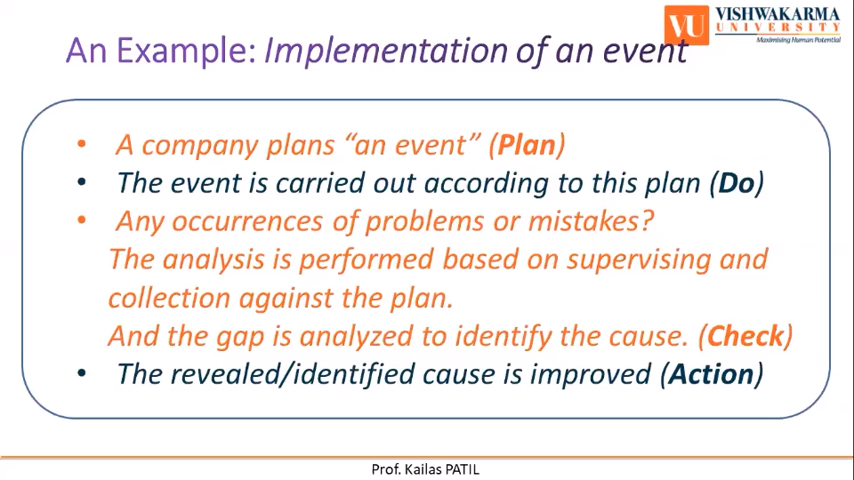 VISHWAKARMA
VU UNIVERSITY
Maximising Human Potential
An Example: Implementation of an event
• A company plans “an event” (Plan)
• The event is carried out according to this plan (Do)
• Any occurrences of problems or mistakes?
The analysis is performed based on supervising and
collection against the plan.
And the gap is analyzed to identify the cause. (Check)
• The revealed/identified cause is improved (Action)
Prof. Kailas PATIL